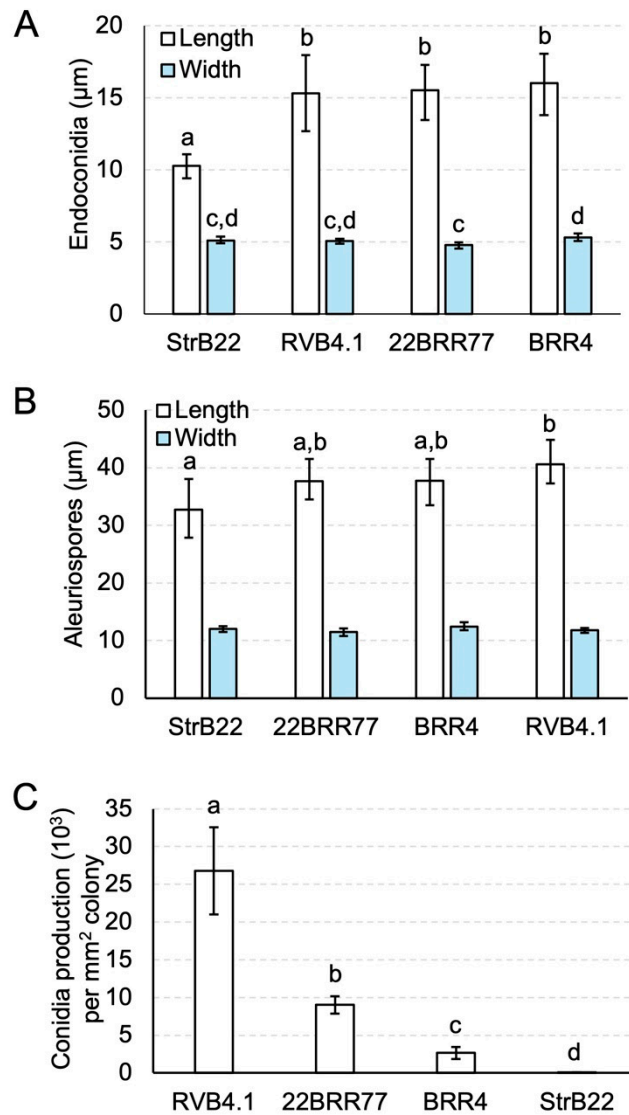 A
Endoconidia (µm)
20
15
10
5
0
Length
Width
a
b
b
b
c,d
c,d
c
d
StrB22
RVB4.1
22BRR77
BRR4
B
Aleuriospores (µm)
50
40
30
20
10
0
Length
Width
a
a,b
a,b
b
StrB22
22BRR77
BRR4
RVB4.1
C
Conidia production (10³)
per mm² colony
35
30
25
20
15
10
5
0
a
b
c
d
RVB4.1
22BRR77
BRR4
StrB22